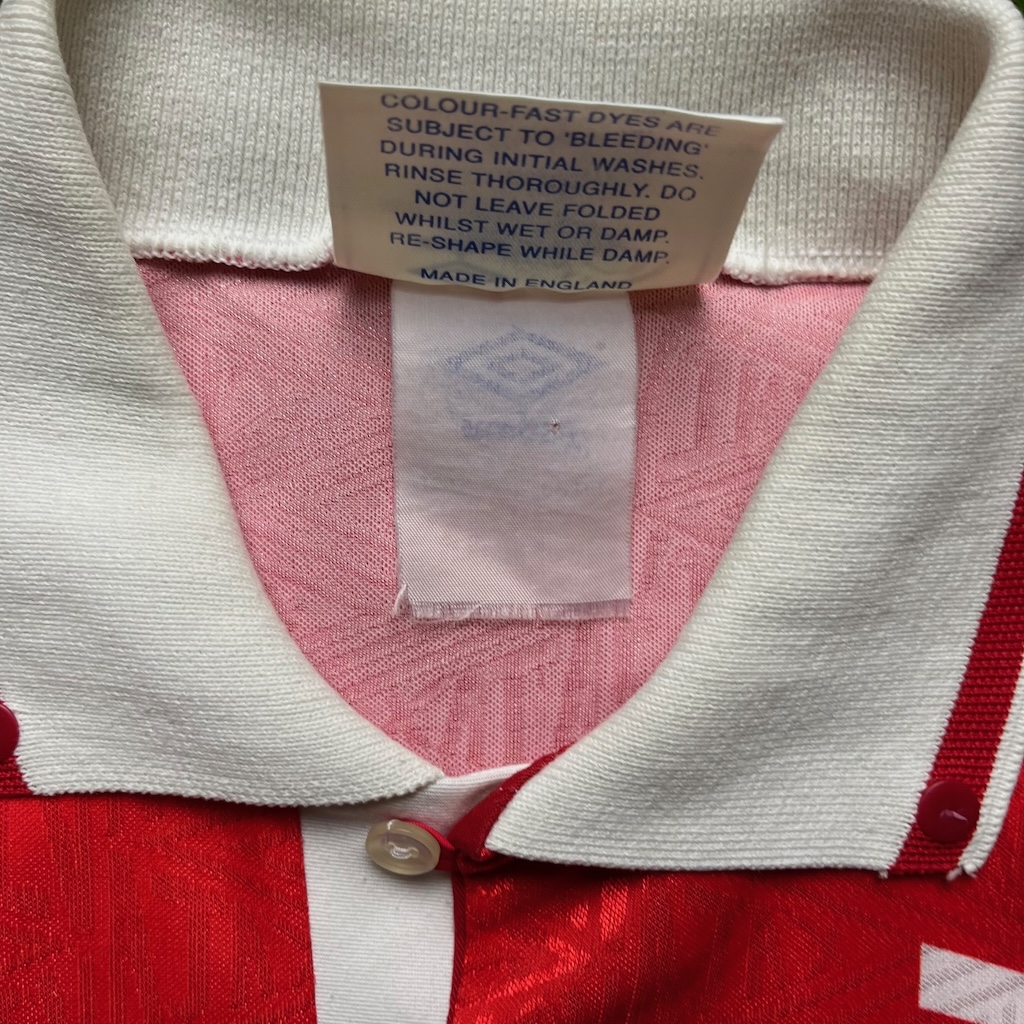 COLOUR-FAST DYES ARE
SUBJECT TO 'BLEEDING'
DURING INITIAL WASHES.
RINSE THOROUGHLY. DO
NOT LEAVE FOLDED
WHILST WET OR DAMP.
RE-SHAPE WHILE DAMP.
MADE IN ENGLAND